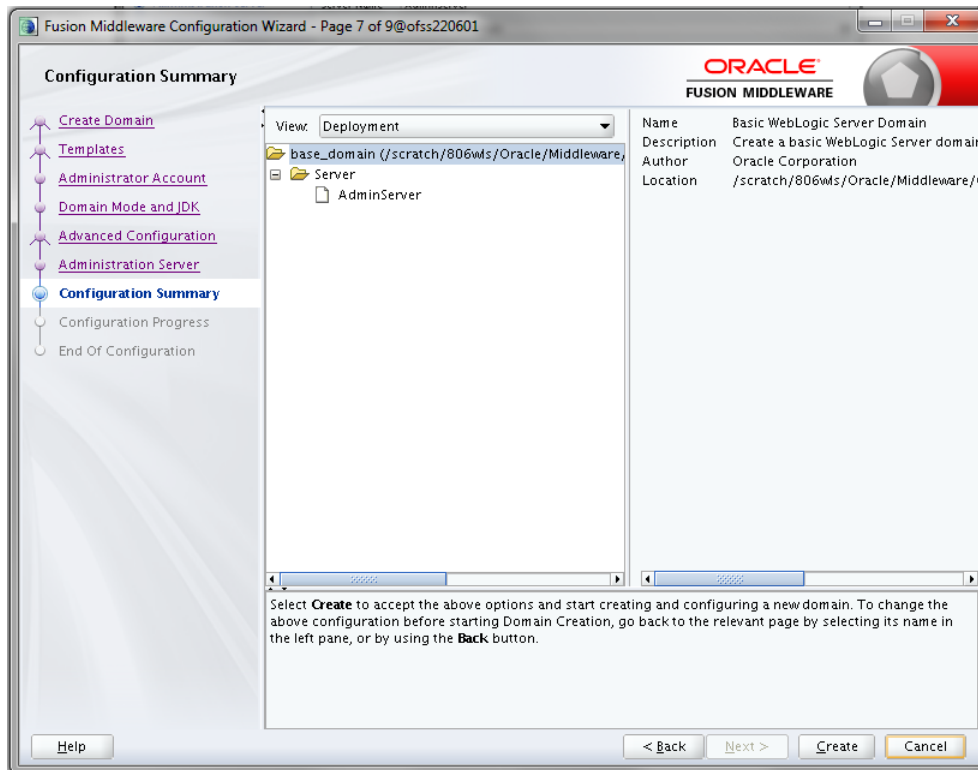 Fusion Middleware Configuration Wizard - Page 7 of 9@ofss220601
Configuration Summary
ORACLE
FUSION MIDDLEWARE
Create Domain
Templates
Administrator Account
Domain Mode and JDK
Advanced Configuration
Administration Server
Configuration Summary
Configuration Progress
End Of Configuration
View: Deployment
base_domain (/scratch/806wls/Oracle/Middleware/
Server
AdminServer
Name Basic WebLogic Server Domain
Description Create a basic WebLogic Server domain
Author Oracle Corporation
Location /scratch/806wls/Oracle/Middleware/
Select Create to accept the above options and start creating and configuring a new domain. To change the
above configuration before starting Domain Creation, go back to the relevant page by selecting its name in
the left pane, or by using the Back button.
Help
< Back
Next >
Create
Cancel